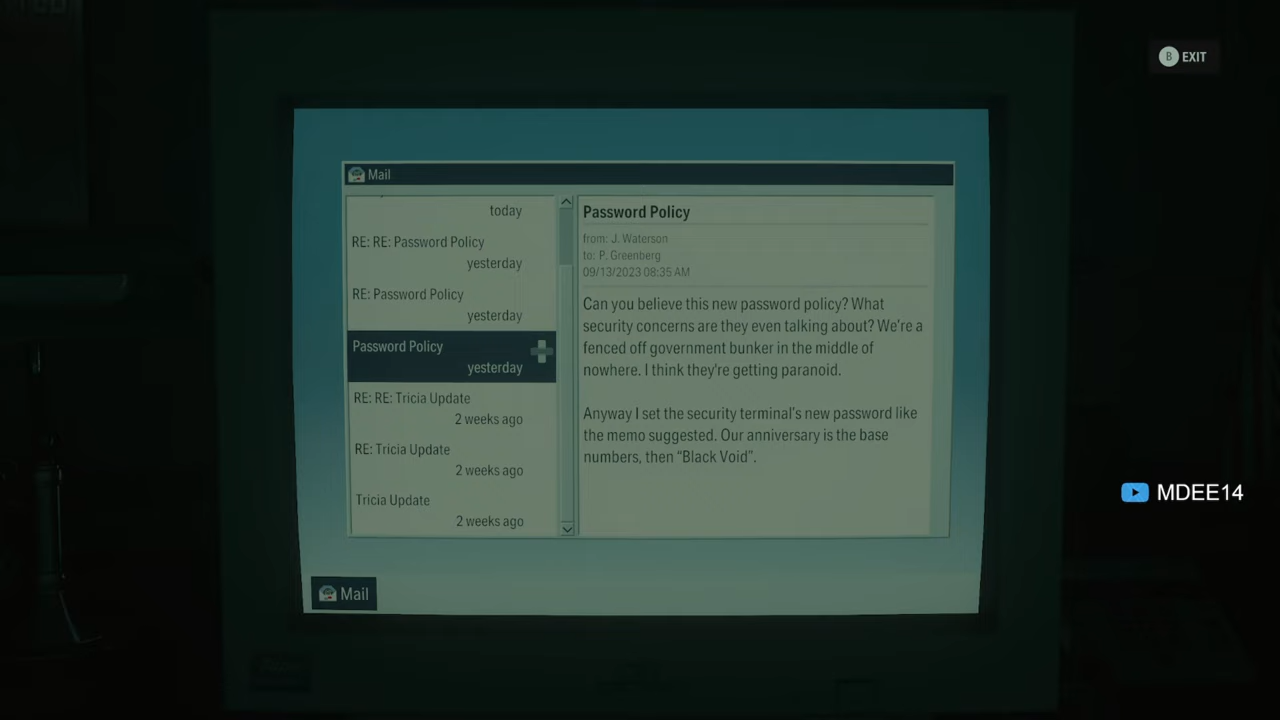 B EXIT
Mail
today
RE: RE: Password Policy
yesterday
RE: Password Policy
yesterday
Password Policy
yesterday
RE: RE: Tricia Update
2 weeks ago
RE: Tricia Update
2 weeks ago
Tricia Update
2 weeks ago
Password Policy
from: J. Waterson
to: P. Greenberg
09/13/2023 08:35 AM
Can you believe this new password policy? What
security concerns are they even talking about? We're a
fenced off government bunker in the middle of
nowhere. I think they're getting paranoid.
Anyway I set the security terminal's new password like
the memo suggested. Our anniversary is the base
numbers, then “Black Void”.
MDEE14
Mail